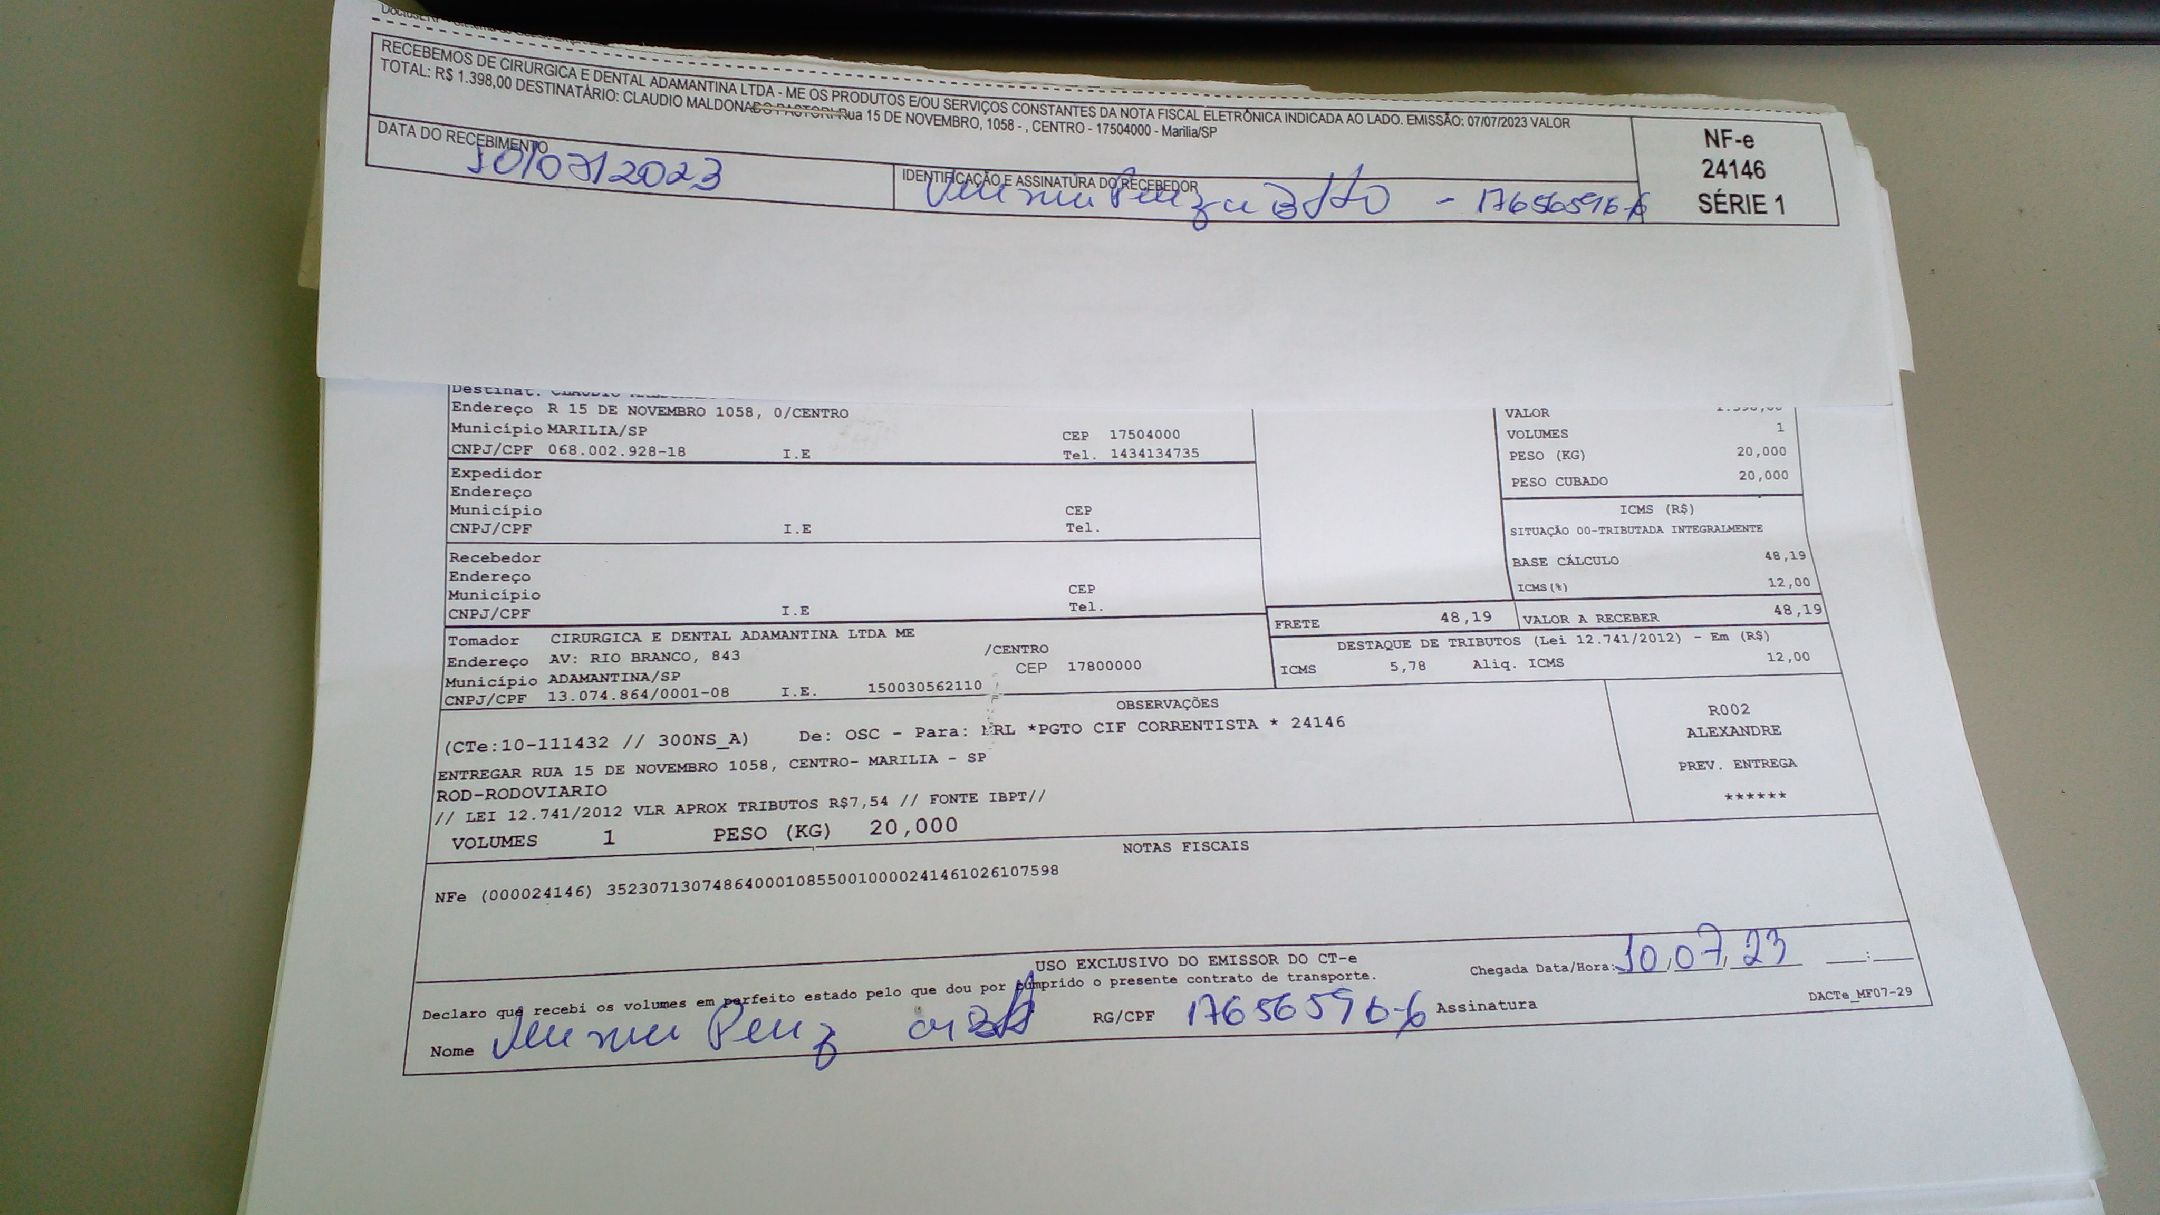 RECEBEMOS DE CIRURGICA E DENTAL ADAMANTINA LTDA - ME OS PRODUTOS E/OU SERVIÇOS CONSTANTES DA NOTA FISCAL ELETRÔNICA INDICADA AO LADO. EMISSÃO: 07/07/2023 VALOR
TOTAL: R$ 1.398,00 DESTINATÁRIO: CLAUDIO MALDONADO PASTORI Rua 15 DE NOVEMBRO, 1058 - , CENTRO - 17504000 - Marilia/SP
DATA DO RECEBIMENTO
10/07/2023
IDENTIFICAÇÃO E ASSINATURA DO RECEBEDOR
- 17656596-6
NF-e
24146
SÉRIE 1
Destinat.
Endereço R 15 DE NOVEMBRO 1058, 0/CENTRO
Município MARILIA/SP CEP 17504000
CNPJ/CPF 068.002.928-18 I.E Tel. 1434134735
Expedidor
Endereço
Município CEP
CNPJ/CPF I.E Tel.
Recebedor
Endereço
Município CEP
CNPJ/CPF I.E Tel.
Tomador CIRURGICA E DENTAL ADAMANTINA LTDA ME
Endereço AV: RIO BRANCO, 843 /CENTRO
Município ADAMANTINA/SP CEP 17800000
CNPJ/CPF 13.074.864/0001-08 I.E. 150030562110
VALOR 1.398,00
VOLUMES 1
PESO (KG) 20,000
PESO CUBADO 20,000
ICMS (R$)
SITUAÇÃO 00-TRIBUTADA INTEGRALMENTE
BASE CÁLCULO 48,19
ICMS(%) 12,00
FRETE 48,19 VALOR A RECEBER 48,19
DESTAQUE DE TRIBUTOS (Lei 12.741/2012) - Em (R$)
ICMS 5,78 Aliq. ICMS 12,00
OBSERVAÇÕES
(CTe:10-111432 // 300NS_A) De: OSC - Para: MRL *PGTO CIF CORRENTISTA * 24146
ENTREGAR RUA 15 DE NOVEMBRO 1058, CENTRO- MARILIA - SP
ROD-RODOVIARIO
// LEI 12.741/2012 VLR APROX TRIBUTOS R$7,54 // FONTE IBPT//
VOLUMES 1 PESO (KG) 20,000
R002
ALEXANDRE
PREV. ENTREGA
******
NOTAS FISCAIS
NFe (000024146) 35230713074864000108550010000241461026107598
USO EXCLUSIVO DO EMISSOR DO CT-e
Declaro que recebi os volumes em perfeito estado pelo que dou por cumprido o presente contrato de transporte.
Chegada Data/Hora: 10/07/23 __:__
Nome RG/CPF 17656596-6 Assinatura
DACTe_MF07-29